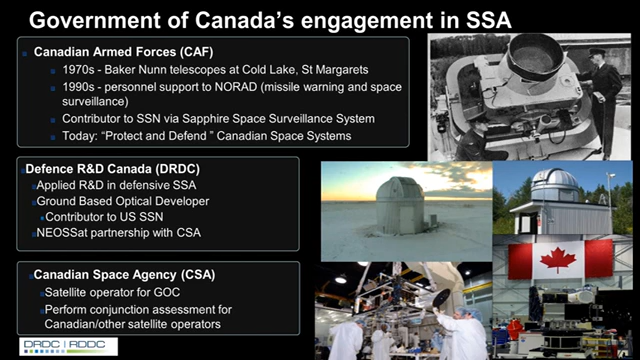 Government of Canada's engagement in SSA
Canadian Armed Forces (CAF)
1970s - Baker Nunn telescopes at Cold Lake, St Margarets
1990s - personnel support to NORAD (missile warning and space
surveillance)
Contributor to SSN via Sapphire Space Surveillance System
Today: “Protect and Defend ” Canadian Space Systems
Defence R&D Canada (DRDC)
Applied R&D in defensive SSA
Ground Based Optical Developer
Contributor to US SSN
NEOSSat partnership with CSA
Canadian Space Agency (CSA)
Satellite operator for GOC
Perform conjunction assessment for
Canadian/other satellite operators
DRDC | RDDC